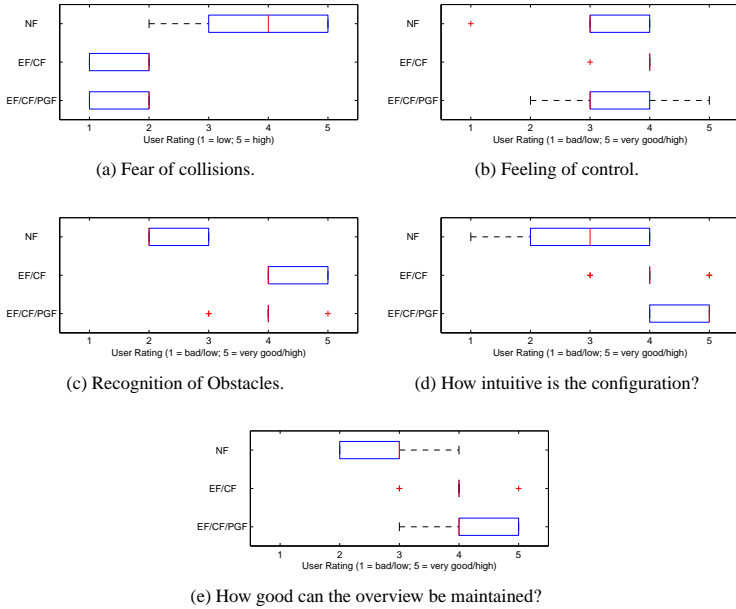 NF
EF/CF
EF/CF/PGF
1 2 3 4 5
User Rating (1 = low; 5 = high)
(a) Fear of collisions.
NF
EF/CF
EF/CF/PGF
1 2 3 4 5
User Rating (1 = bad/low; 5 = very good/high)
(b) Feeling of control.
NF
EF/CF
EF/CF/PGF
1 2 3 4 5
User Rating (1 = bad/low; 5 = very good/high)
(c) Recognition of Obstacles.
NF
EF/CF
EF/CF/PGF
1 2 3 4 5
User Rating (1 = bad/low; 5 = very good/high)
(d) How intuitive is the configuration?
NF
EF/CF
EF/CF/PGF
1 2 3 4 5
User Rating (1 = bad/low; 5 = very good/high)
(e) How good can the overview be maintained?